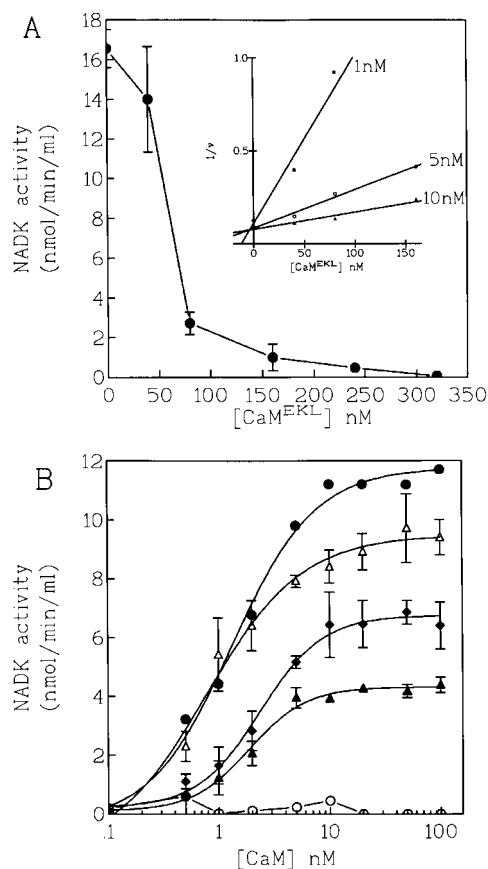 A
NADK activity
(nmol/min/ml)
18
16
14
12
10
8
6
4
2
0
0 50 100 150 200 250 300 350
[CaM^EKL] nM
1/v
1.0
0.5
0 50 100 150
[CaM^EKL] nM
1nM
5nM
10nM
B
NADK activity
(nmol/min/ml)
12
10
8
6
4
2
0
.1 1 10 100
[CaM] nM